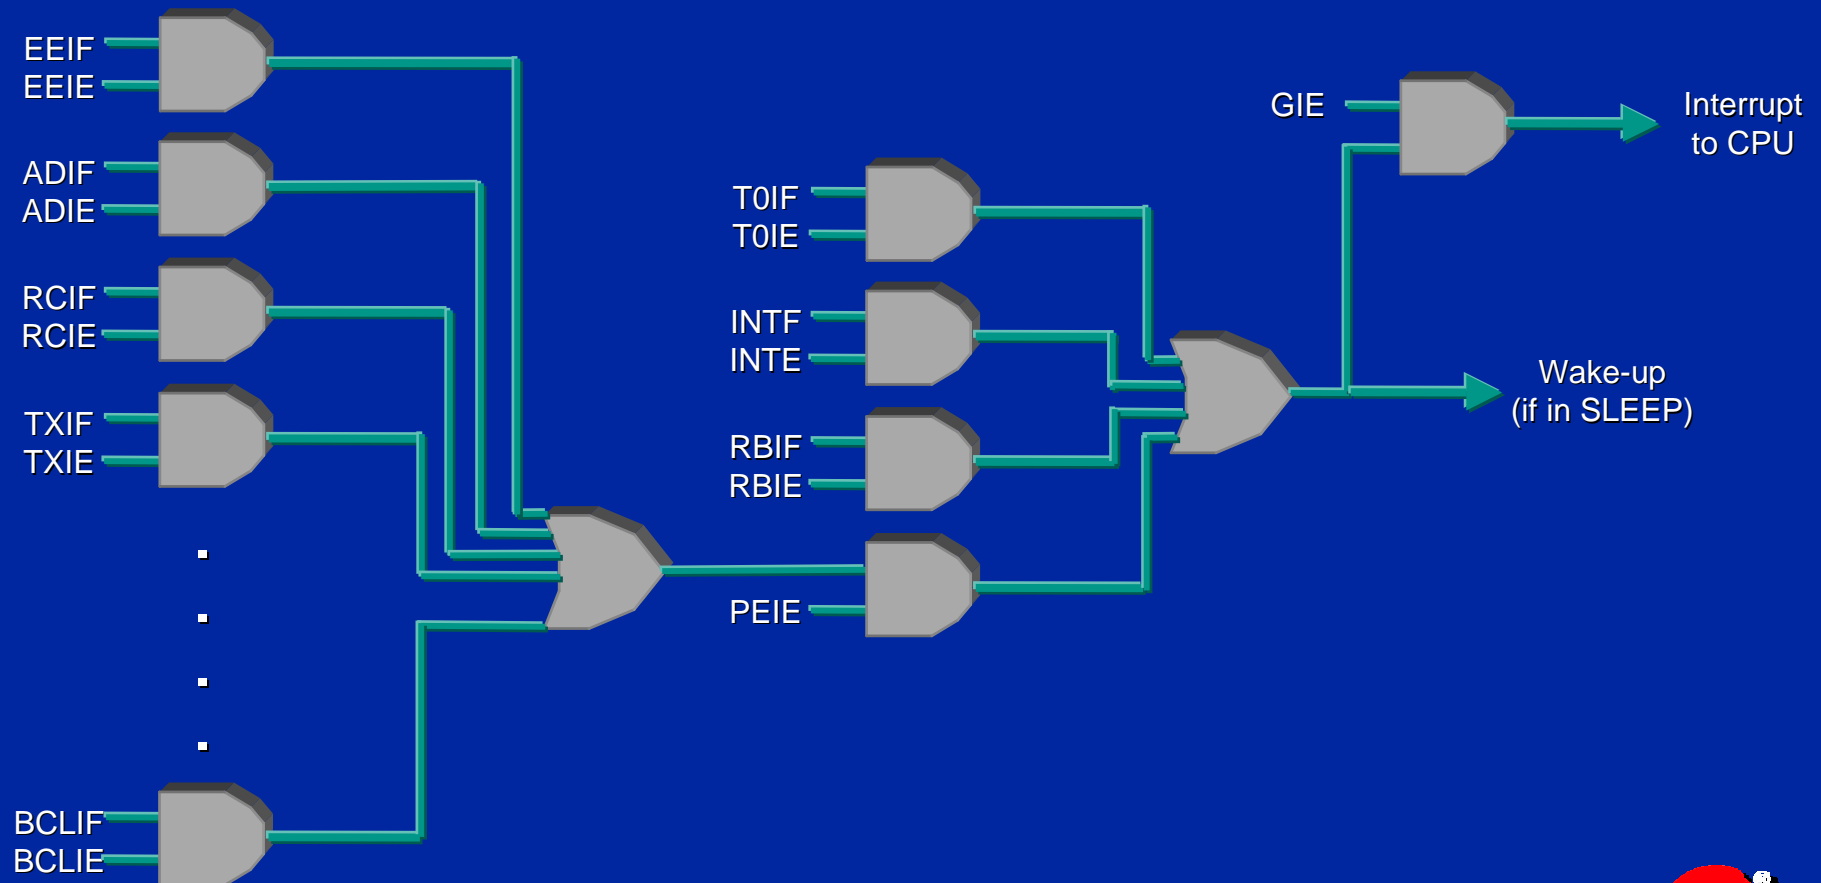 EEIF
EEIE
ADIF
ADIE
RCIF
RCIE
TXIF
TXIE
BCLIF
BCLIE
T0IF
T0IE
INTF
INTE
RBIF
RBIE
PEIE
GIE
Interrupt
to CPU
Wake-up
(if in SLEEP)